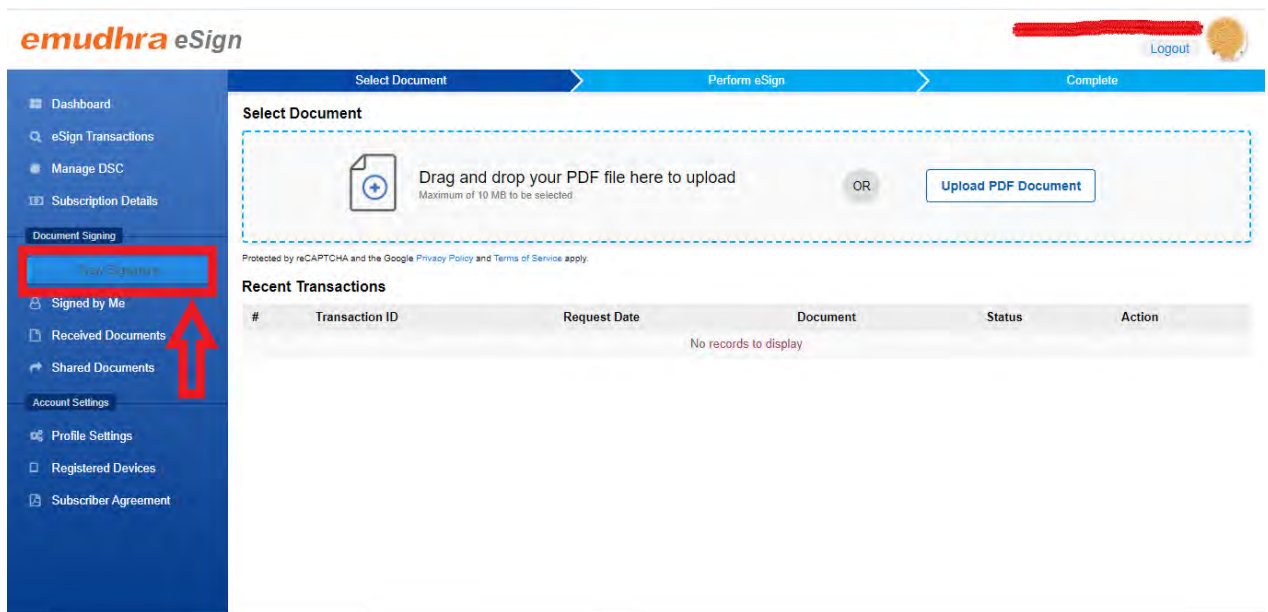 emudhra eSign
Logout
Select Document
Perform eSign
Complete
Dashboard
eSign Transactions
Manage DSC
Subscription Details
Document Signing
New Signature
Signed by Me
Received Documents
Shared Documents
Account Settings
Profile Settings
Registered Devices
Subscriber Agreement
Select Document
Drag and drop your PDF file here to upload
Maximum of 10 MB to be selected
OR
Upload PDF Document
Protected by reCAPTCHA and the Google Privacy Policy and Terms of Service apply.
Recent Transactions
# Transaction ID Request Date Document Status Action
No records to display